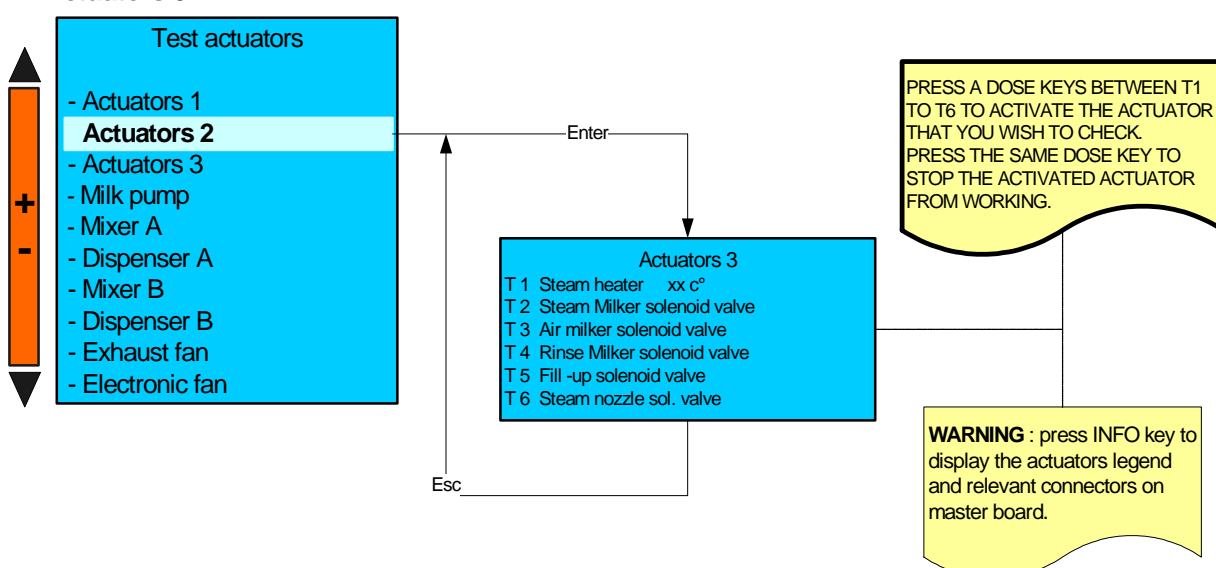 Test actuators
- Actuators 1
Actuators 2
- Actuators 3
- Milk pump
- Mixer A
- Dispenser A
- Mixer B
- Dispenser B
- Exhaust fan
- Electronic fan
+
-
Enter
Esc
Actuators 3
T 1 Steam heater xx c°
T 2 Steam Milker solenoid valve
T 3 Air milker solenoid valve
T 4 Rinse Milker solenoid valve
T 5 Fill -up solenoid valve
T 6 Steam nozzle sol. valve
PRESS A DOSE KEYS BETWEEN T1
TO T6 TO ACTIVATE THE ACTUATOR
THAT YOU WISH TO CHECK.
PRESS THE SAME DOSE KEY TO
STOP THE ACTIVATED ACTUATOR
FROM WORKING.
WARNING : press INFO key to
display the actuators legend
and relevant connectors on
master board.